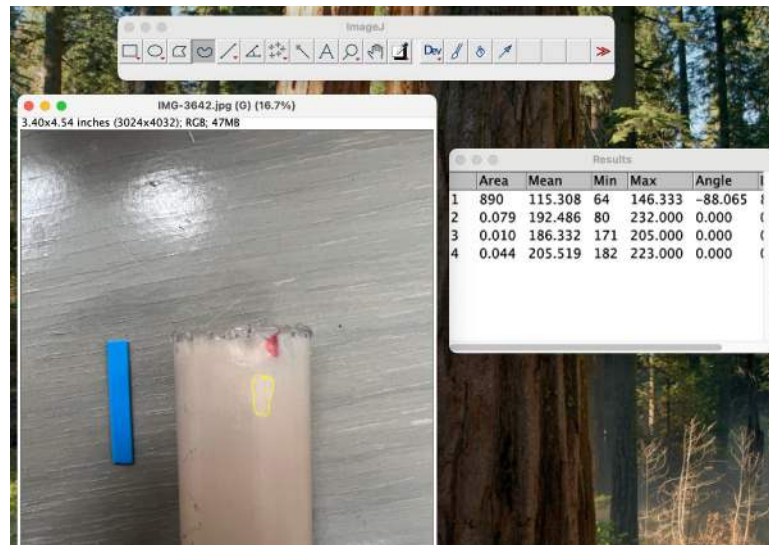 ImageJ
A
Dev
IMG-3642.jpg (G) (16.7%)
3.40x4.54 inches (3024x4032); RGB; 47MB
Results
Area Mean Min Max Angle
1 890 115.308 64 146.333 −88.065
2 0.079 192.486 80 232.000 0.000
3 0.010 186.332 171 205.000 0.000
4 0.044 205.519 182 223.000 0.000